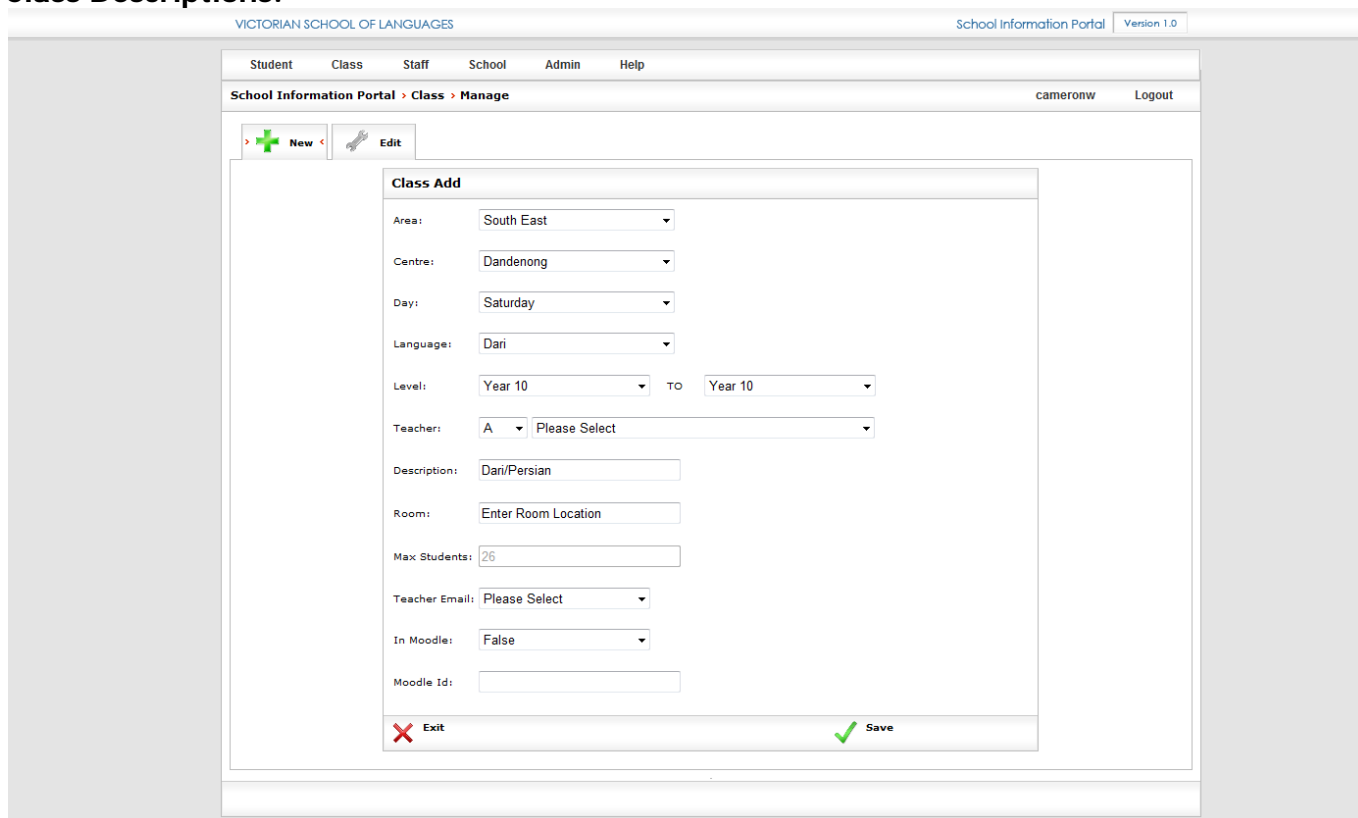 Class Descriptions:
VICTORIAN SCHOOL OF LANGUAGES School Information Portal Version 1.0
Student Class Staff School Admin Help
School Information Portal › Class › Manage cameronw Logout
› New ‹ Edit
Class Add
Area: South East
Centre: Dandenong
Day: Saturday
Language: Dari
Level: Year 10 TO Year 10
Teacher: A Please Select
Description: Dari/Persian
Room: Enter Room Location
Max Students: 26
Teacher Email: Please Select
In Moodle: False
Moodle Id:
Exit Save